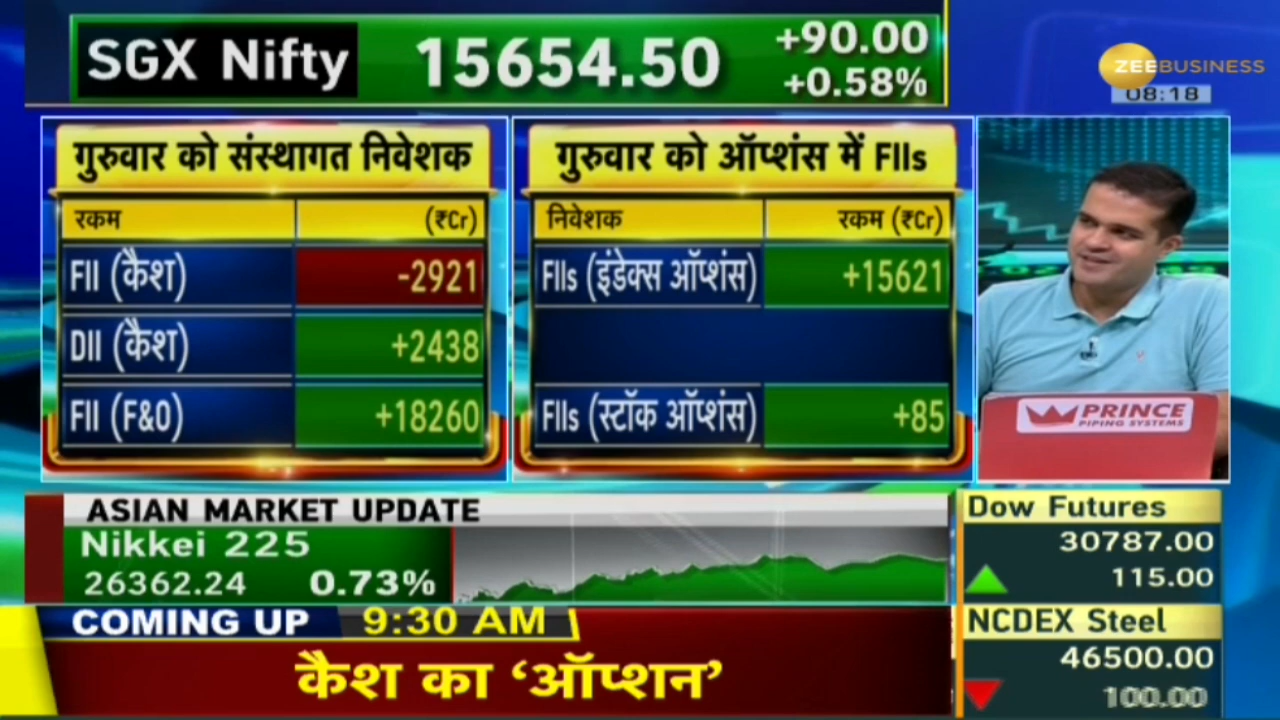 SGX Nifty 15654.50 +90.00
+0.58%
ZEEBUSINESS
08:18
गुरुवार को संस्थागत निवेशक
रकम (₹Cr)
FII (कैश) -2921
DII (कैश) +2438
FII (F&O) +18260
गुरुवार को ऑप्शंस में FIIs
निवेशक रकम (₹Cr)
FIIs (इंडेक्स ऑप्शंस) +15621
FIIs (स्टॉक ऑप्शंस) +85
PRINCE
PIPING SYSTEMS
ASIAN MARKET UPDATE
Nikkei 225
26362.24 0.73%
Dow Futures
30787.00
115.00
NCDEX Steel
46500.00
100.00
COMING UP 9:30 AM
कैश का ‘ऑप्शन’